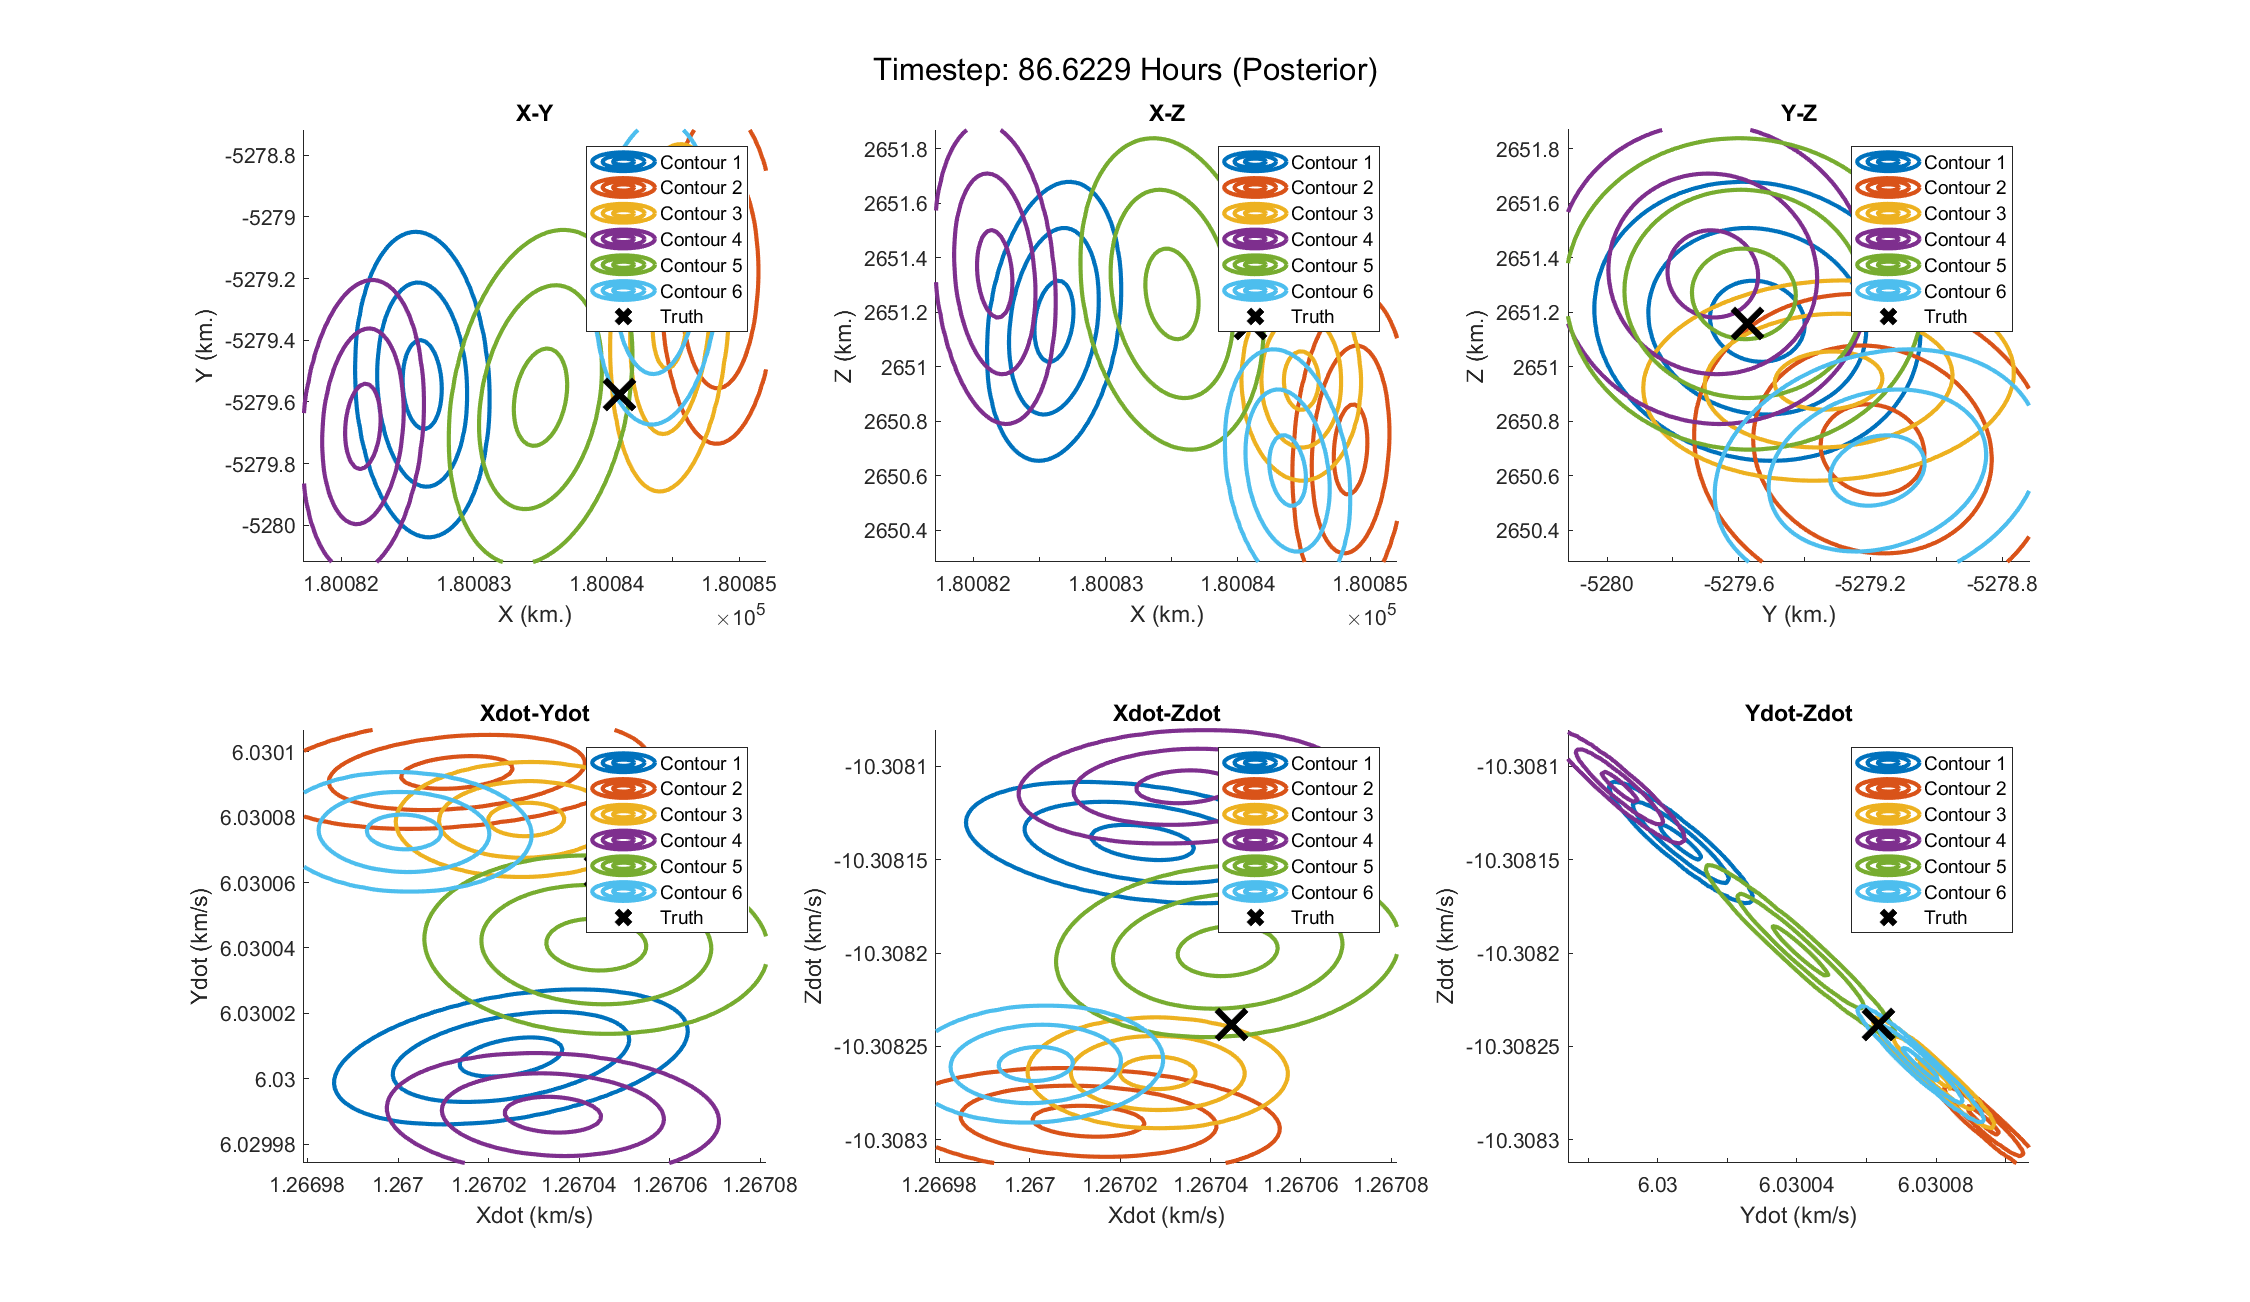 Timestep: 86.6229 Hours (Posterior)
X-Y
-5278.8
-5279
-5279.2
-5279.4
-5279.6
-5279.8
-5280
Y (km.)
1.80082 1.80083 1.80084 1.80085
X (km.)
×10^5
Contour 1
Contour 2
Contour 3
Contour 4
Contour 5
Contour 6
Truth
X-Z
2651.8
2651.6
2651.4
2651.2
2651
2650.8
2650.6
2650.4
Z (km.)
1.80082 1.80083 1.80084 1.80085
X (km.)
×10^5
Contour 1
Contour 2
Contour 3
Contour 4
Contour 5
Contour 6
Truth
Y-Z
2651.8
2651.6
2651.4
2651.2
2651
2650.8
2650.6
2650.4
Z (km.)
-5280 -5279.6 -5279.2 -5278.8
Y (km.)
Contour 1
Contour 2
Contour 3
Contour 4
Contour 5
Contour 6
Truth
Xdot-Ydot
6.0301
6.03008
6.03006
6.03004
6.03002
6.03
6.02998
Ydot (km/s)
1.26698 1.267 1.26702 1.26704 1.26706 1.26708
Xdot (km/s)
Contour 1
Contour 2
Contour 3
Contour 4
Contour 5
Contour 6
Truth
Xdot-Zdot
-10.3081
-10.30815
-10.3082
-10.30825
-10.3083
Zdot (km/s)
1.26698 1.267 1.26702 1.26704 1.26706 1.26708
Xdot (km/s)
Contour 1
Contour 2
Contour 3
Contour 4
Contour 5
Contour 6
Truth
Ydot-Zdot
-10.3081
-10.30815
-10.3082
-10.30825
-10.3083
Zdot (km/s)
6.03 6.03004 6.03008
Ydot (km/s)
Contour 1
Contour 2
Contour 3
Contour 4
Contour 5
Contour 6
Truth